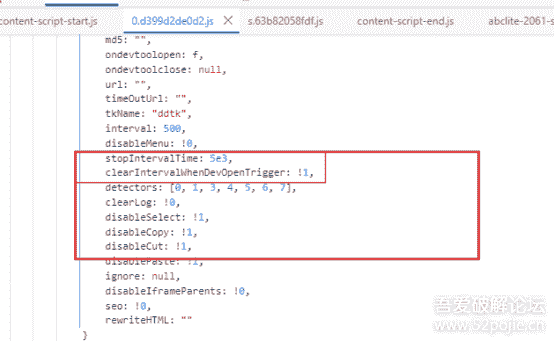 content-script-start.js
0.d399d2de0d2.js
s.63b82058fdf.js
content-script-end.js
abclite-2061-s
md5: "",
ondevtoolopen: f,
ondevtoolclose: null,
url: "",
timeOutUrl: "",
tkName: "ddtk",
interval: 500,
disableMenu: !0,
stopIntervalTime: 5e3,
clearIntervalWhenDevOpenTrigger: !1,
detectors: [0, 1, 3, 4, 5, 6, 7],
clearLog: !0,
disableSelect: !1,
disableCopy: !1,
disableCut: !1,
disablePaste: !1,
ignore: null,
disableIframeParents: !0,
seo: !0,
rewriteHTML: ""
}
吾爱破解论坛
www.52pojie.cn